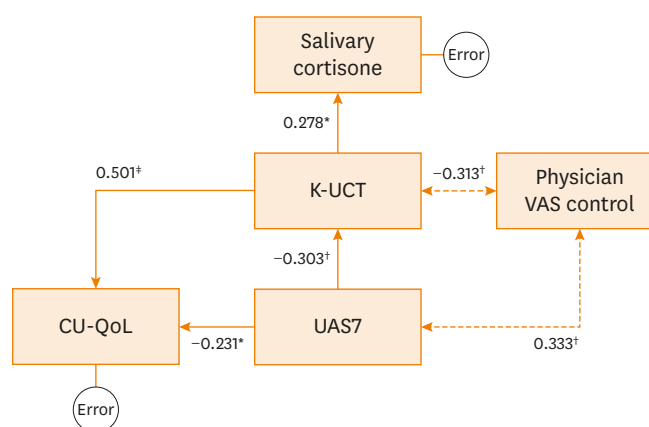 Salivary
cortisone
Error
0.278*
0.501‡
K-UCT
−0.313†
Physician
VAS control
−0.303†
CU-QoL
−0.231*
UAS7
0.333†
Error